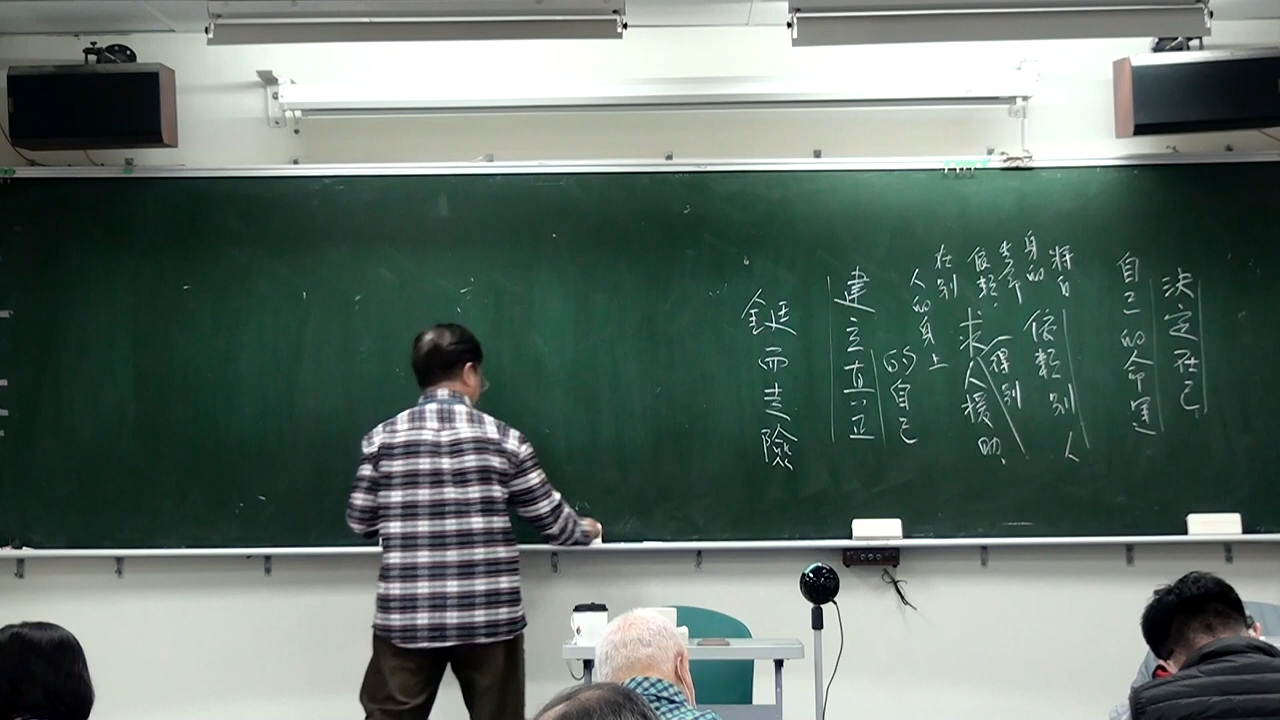 決定在己
自己的命運
依賴別人
將自
身的
依賴
求人援助、
得別
在別
人的身上
的自己
建立真正
鋌而走險